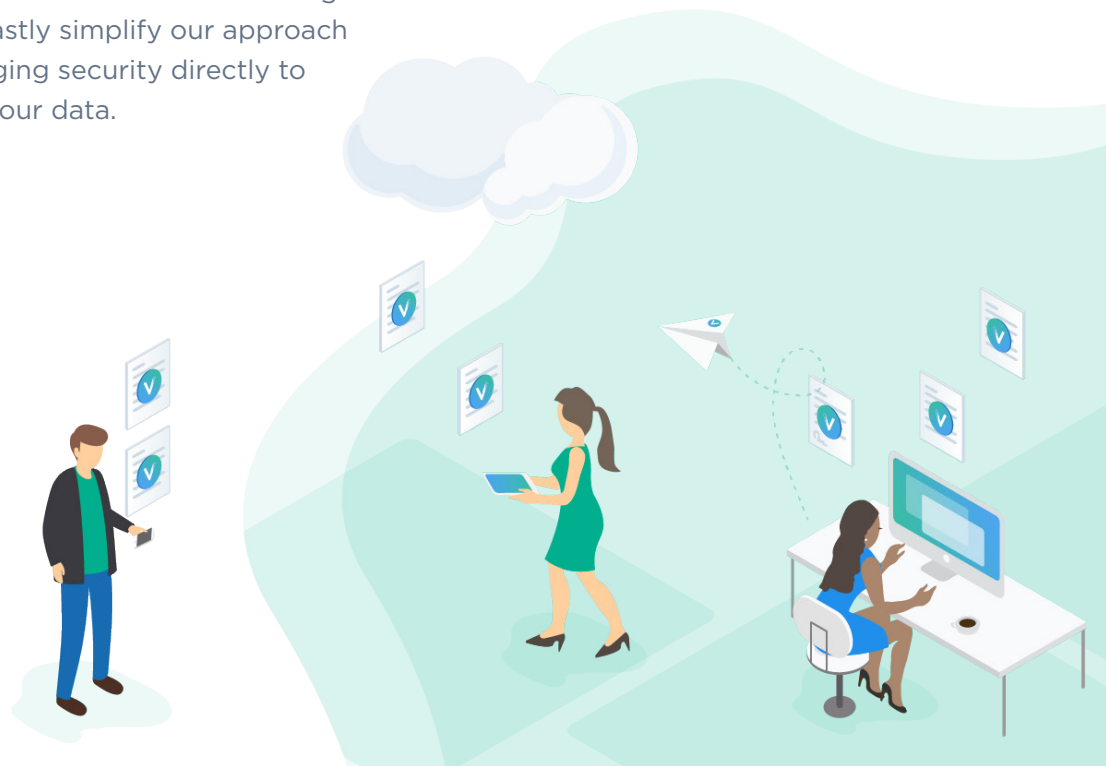 astly simplify our approach
ging security directly to
our data.